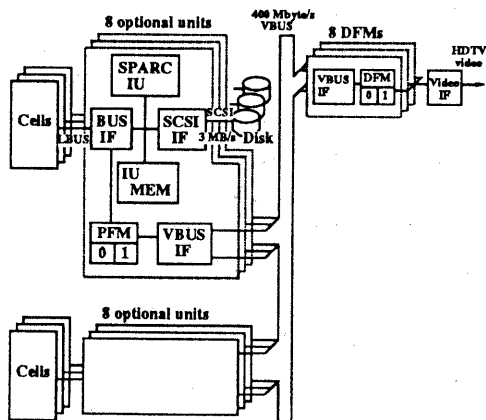 8 optional units
400 Mbyte/s
VBUS
8 DFMs
HDTV
video
SPARC
IU
VBUS
IF
DFM
0 1
Video
IF
Cells
LBUS
BUS
IF
SCSI
IF
SCSI
3 MB/s
Disk
IU
MEM
PFM
0 1
VBUS
IF
8 optional units
Cells